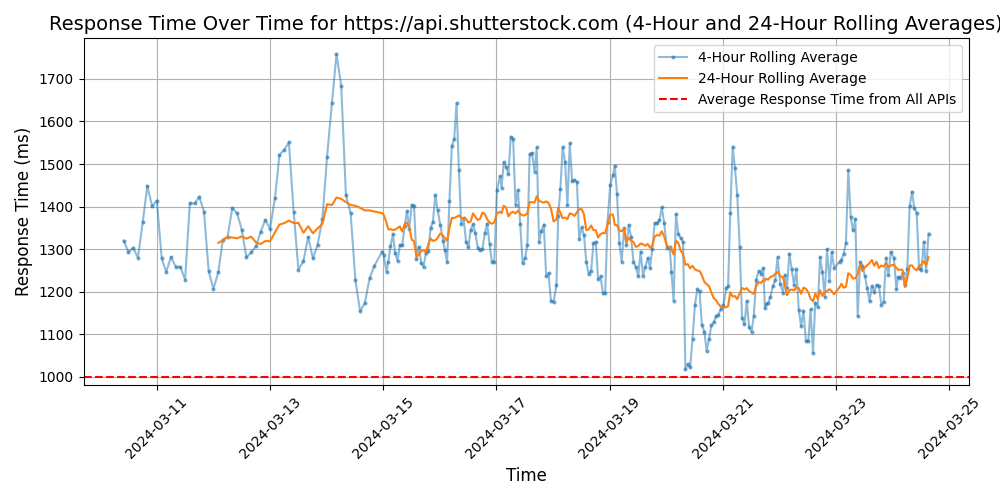 Response Time Over Time for https://api.shutterstock.com (4-Hour and 24-Hour Rolling Averages)
4-Hour Rolling Average
24-Hour Rolling Average
Average Response Time from All APIs
Response Time (ms)
1700
1600
1500
1400
1300
1200
1100
1000
2024-03-11
2024-03-13
2024-03-15
2024-03-17
2024-03-19
2024-03-21
2024-03-23
2024-03-25
Time